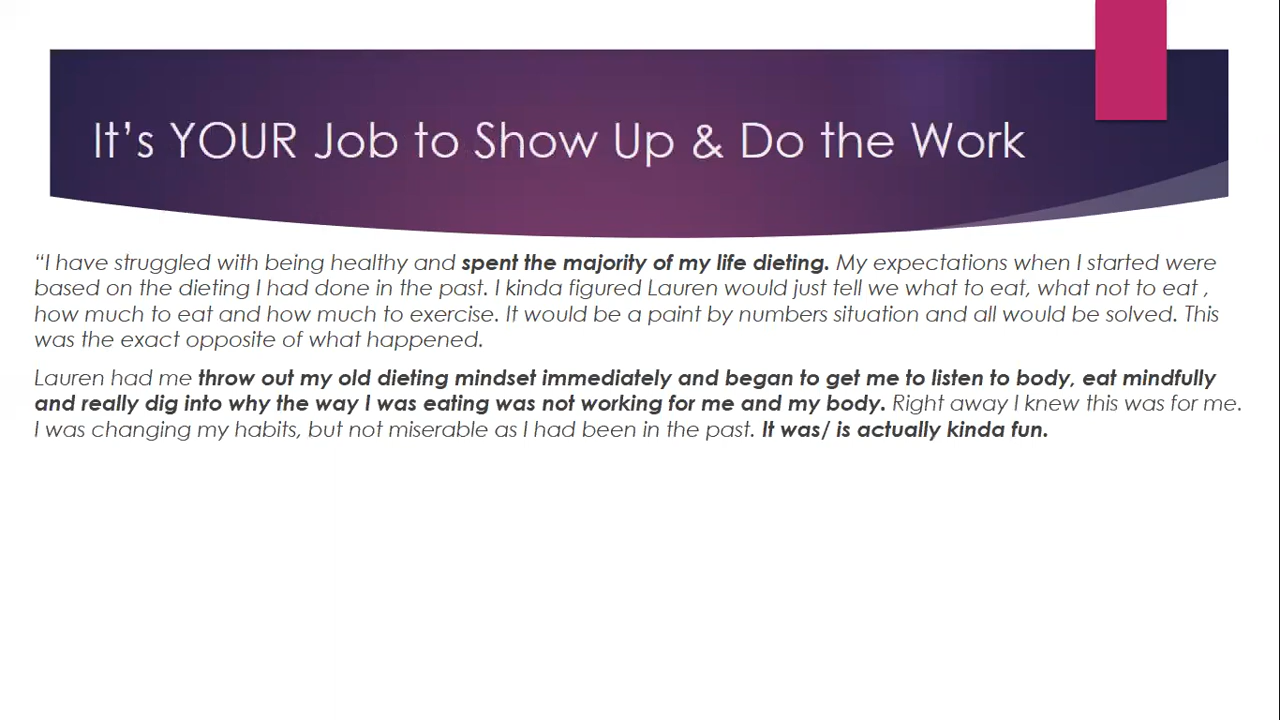 It's YOUR Job to Show Up & Do the Work
“I have struggled with being healthy and spent the majority of my life dieting. My expectations when I started were
based on the dieting I had done in the past. I kinda figured Lauren would just tell we what to eat, what not to eat ,
how much to eat and how much to exercise. It would be a paint by numbers situation and all would be solved. This
was the exact opposite of what happened.
Lauren had me throw out my old dieting mindset immediately and began to get me to listen to body, eat mindfully
and really dig into why the way I was eating was not working for me and my body. Right away I knew this was for me.
I was changing my habits, but not miserable as I had been in the past. It was/ is actually kinda fun.